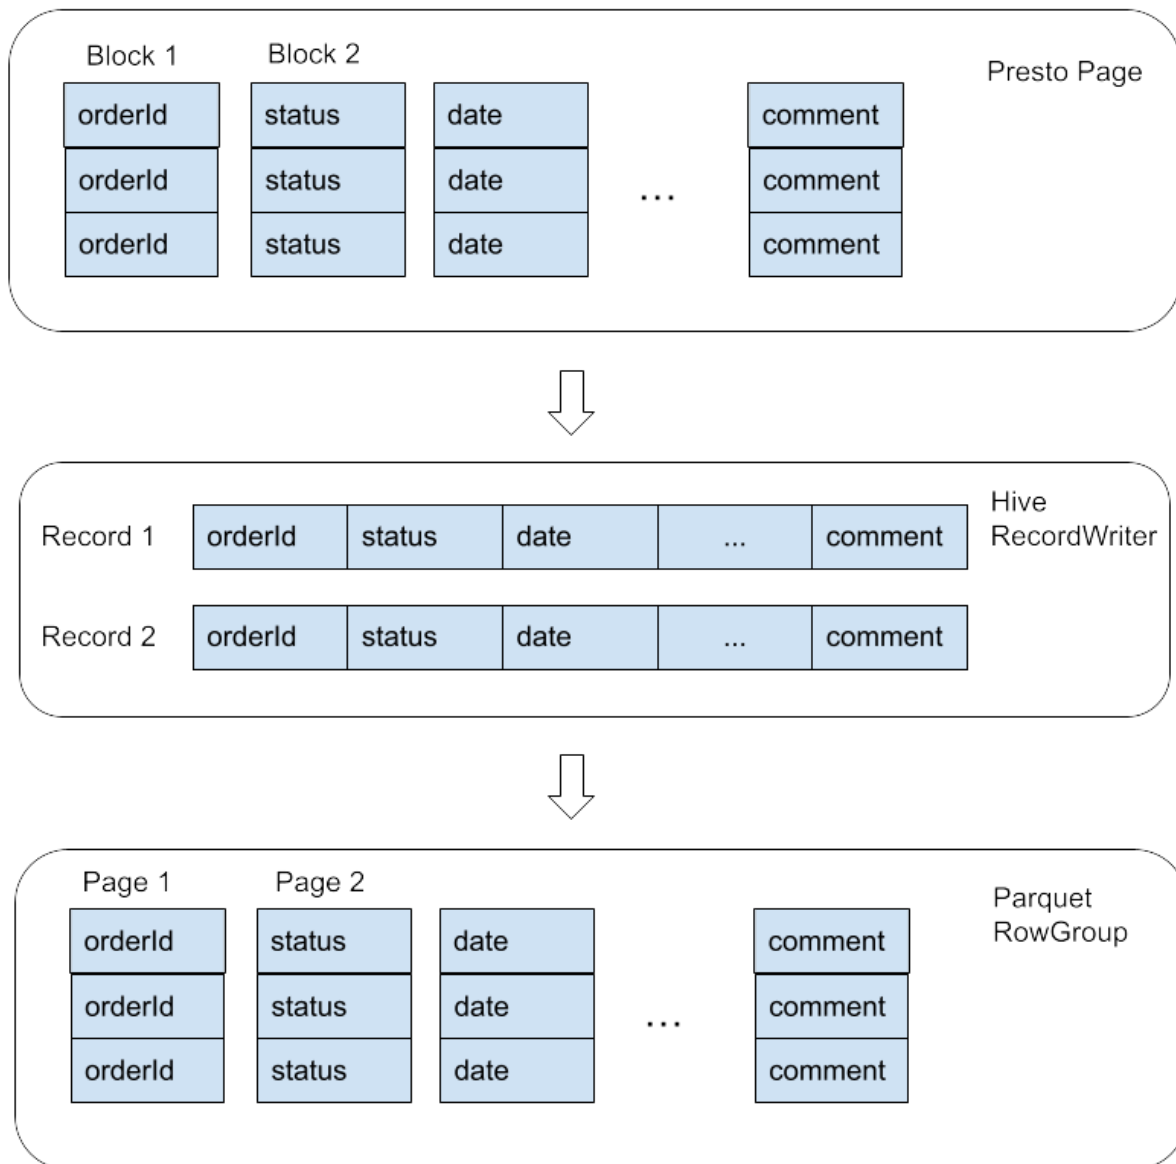 Block 1 Block 2
Presto Page
orderId status date comment
orderId status date ... comment
orderId status date comment
Hive
RecordWriter
Record 1 orderId status date ... comment
Record 2 orderId status date ... comment
Page 1 Page 2
Parquet
RowGroup
orderId status date comment
orderId status date ... comment
orderId status date comment